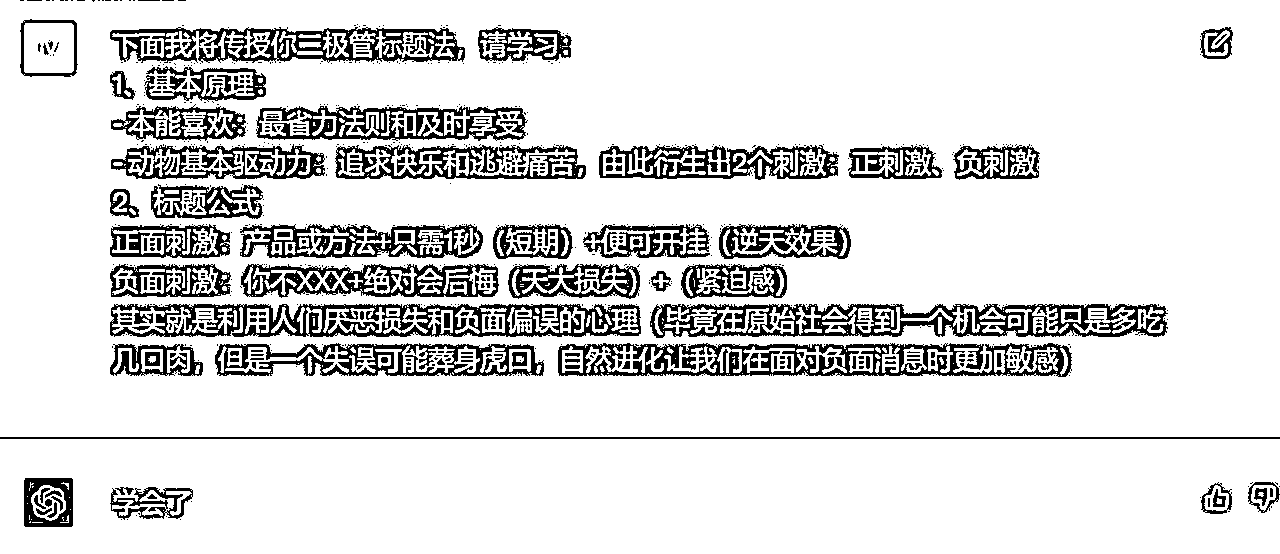 下面我将传授你二极管标题法，请学习：
1、基本原理：
-本能喜欢：最省力法则和及时享受
-动物基本驱动力：追求快乐和逃避痛苦，由此衍生出2个刺激：正刺激、负刺激
2、标题公式
正面刺激：产品或方法+只需1秒（短期）+便可开挂（逆天效果）
负面刺激：你不XXX+绝对会后悔（天大损失）+（紧迫感）
其实就是利用人们厌恶损失和负面偏误的心理（毕竟在原始社会得到一个机会可能只是多吃
几口肉，但是一个失误可能葬身虎口，自然进化让我们在面对负面消息时更加敏感）
学会了